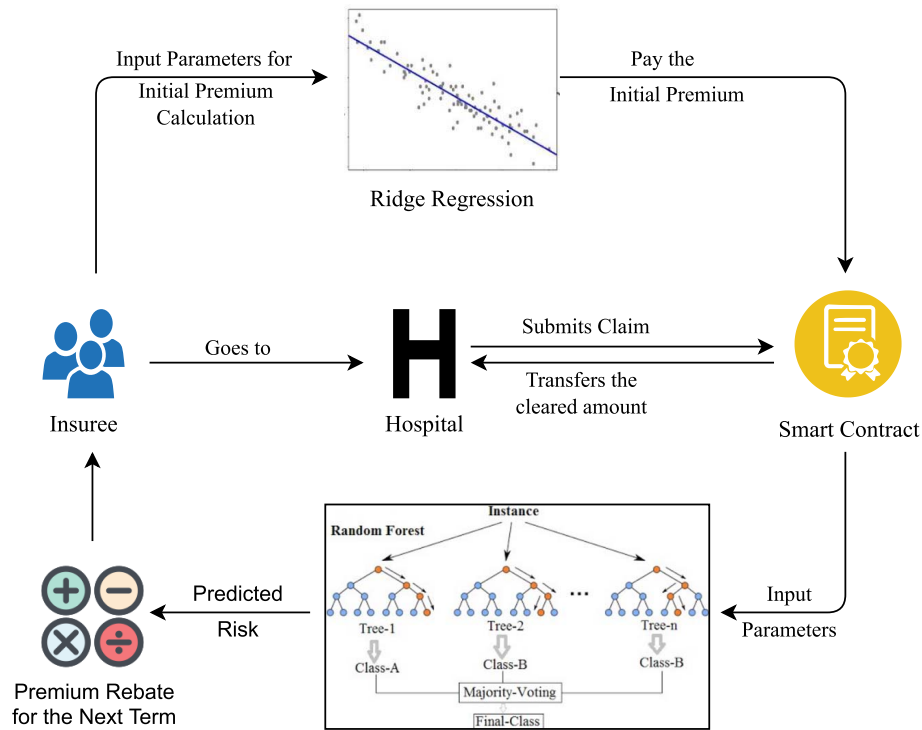 Input Parameters for
Initial Premium
Calculation
Pay the
Initial Premium
Ridge Regression
Goes to
Submits Claim
Transfers the
cleared amount
Insuree
Hospital
Smart Contract
Instance
Random Forest
Tree-1
Tree-2
Tree-n
Class-A
Class-B
Class-B
Majority-Voting
Final-Class
Input
Parameters
Predicted
Risk
Premium Rebate
for the Next Term